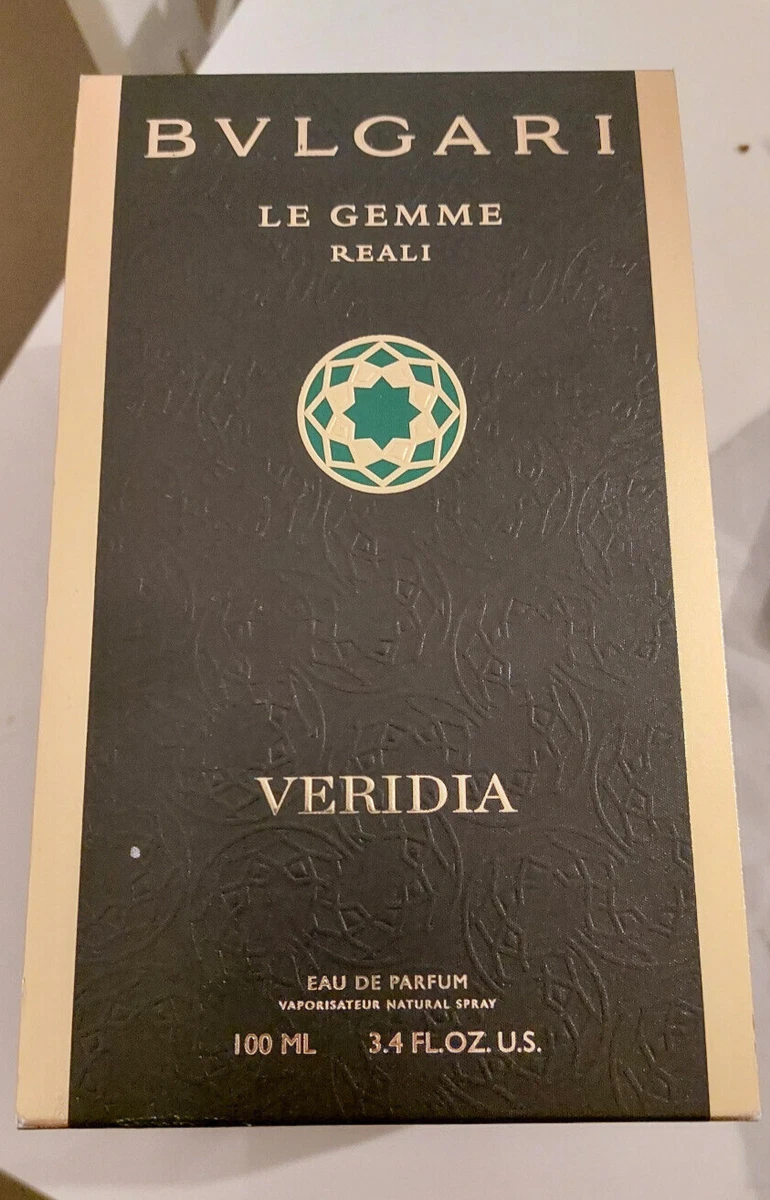 BVLGARI
LE GEMME
REALI
VERIDIA
EAU DE PARFUM
VAPORISATEUR NATURAL SPRAY
100 ML 3.4 FL.OZ. U.S.